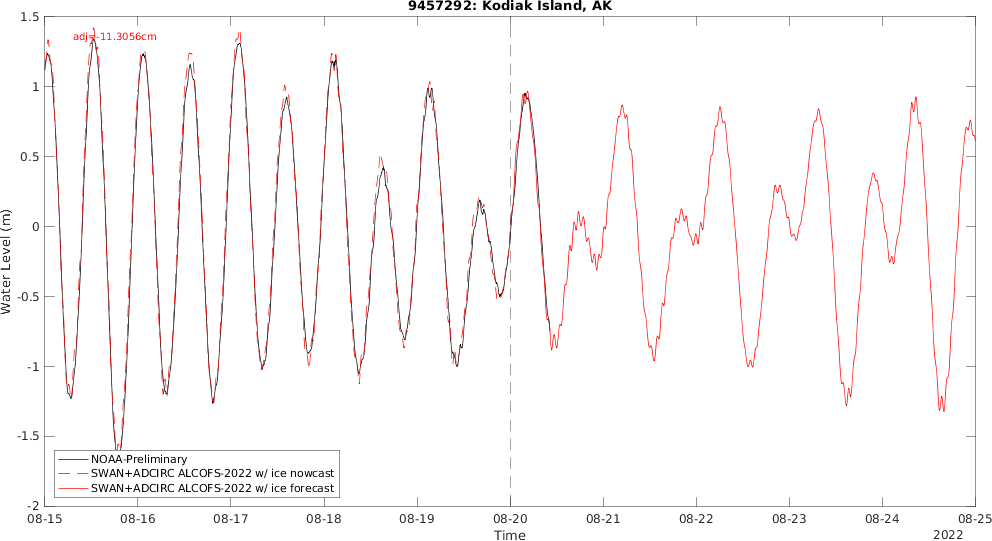 9457292: Kodiak Island, AK
adj=-11.3056cm
1.5
1
0.5
0
-0.5
-1
-1.5
-2
Water Level (m)
NOAA-Preliminary
SWAN+ADCIRC ALCOFS-2022 w/ ice nowcast
SWAN+ADCIRC ALCOFS-2022 w/ ice forecast
08-15 08-16 08-17 08-18 08-19 08-20 08-21 08-22 08-23 08-24 08-25
Time
2022